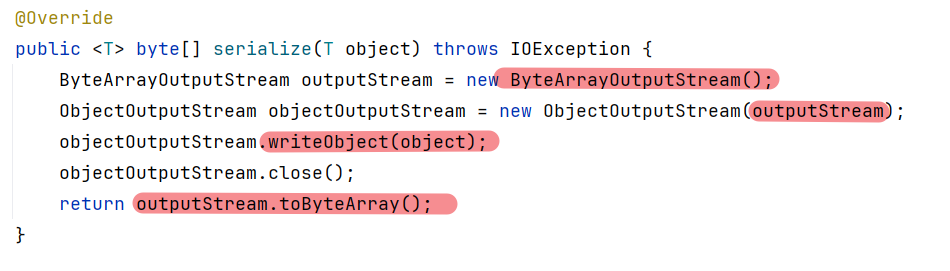 @Override
public <T> byte[] serialize(T object) throws IOException {
    ByteArrayOutputStream outputStream = new ByteArrayOutputStream();
    ObjectOutputStream objectOutputStream = new ObjectOutputStream(outputStream);
    objectOutputStream.writeObject(object);
    objectOutputStream.close();
    return outputStream.toByteArray();
}